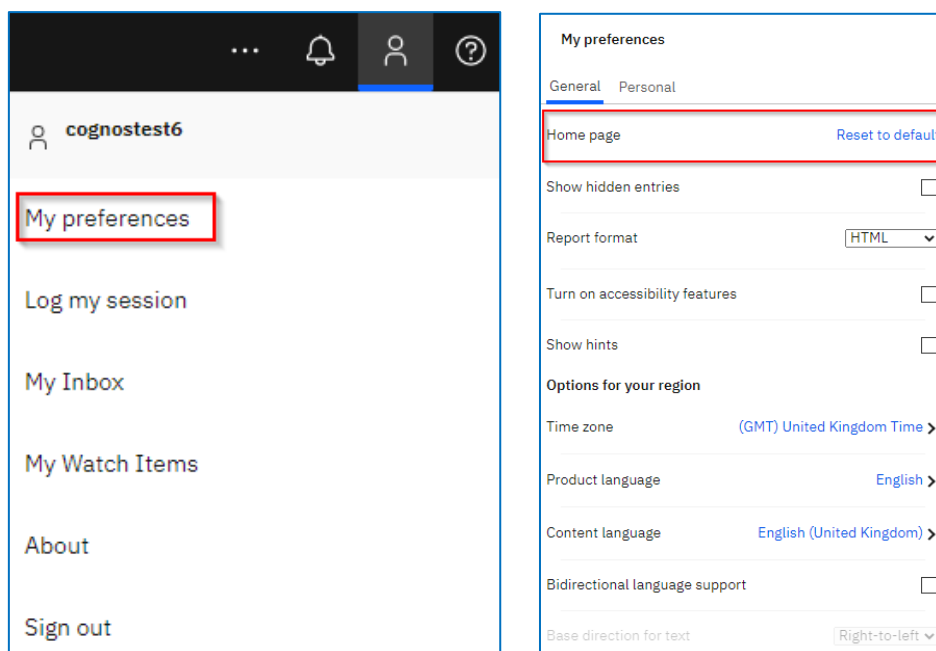 cognostest6
My preferences
Log my session
My Inbox
My Watch Items
About
Sign out
My preferences
General Personal
Home page Reset to default
Show hidden entries
Report format HTML
Turn on accessibility features
Show hints
Options for your region
Time zone (GMT) United Kingdom Time
Product language English
Content language English (United Kingdom)
Bidirectional language support
Base direction for text Right-to-left